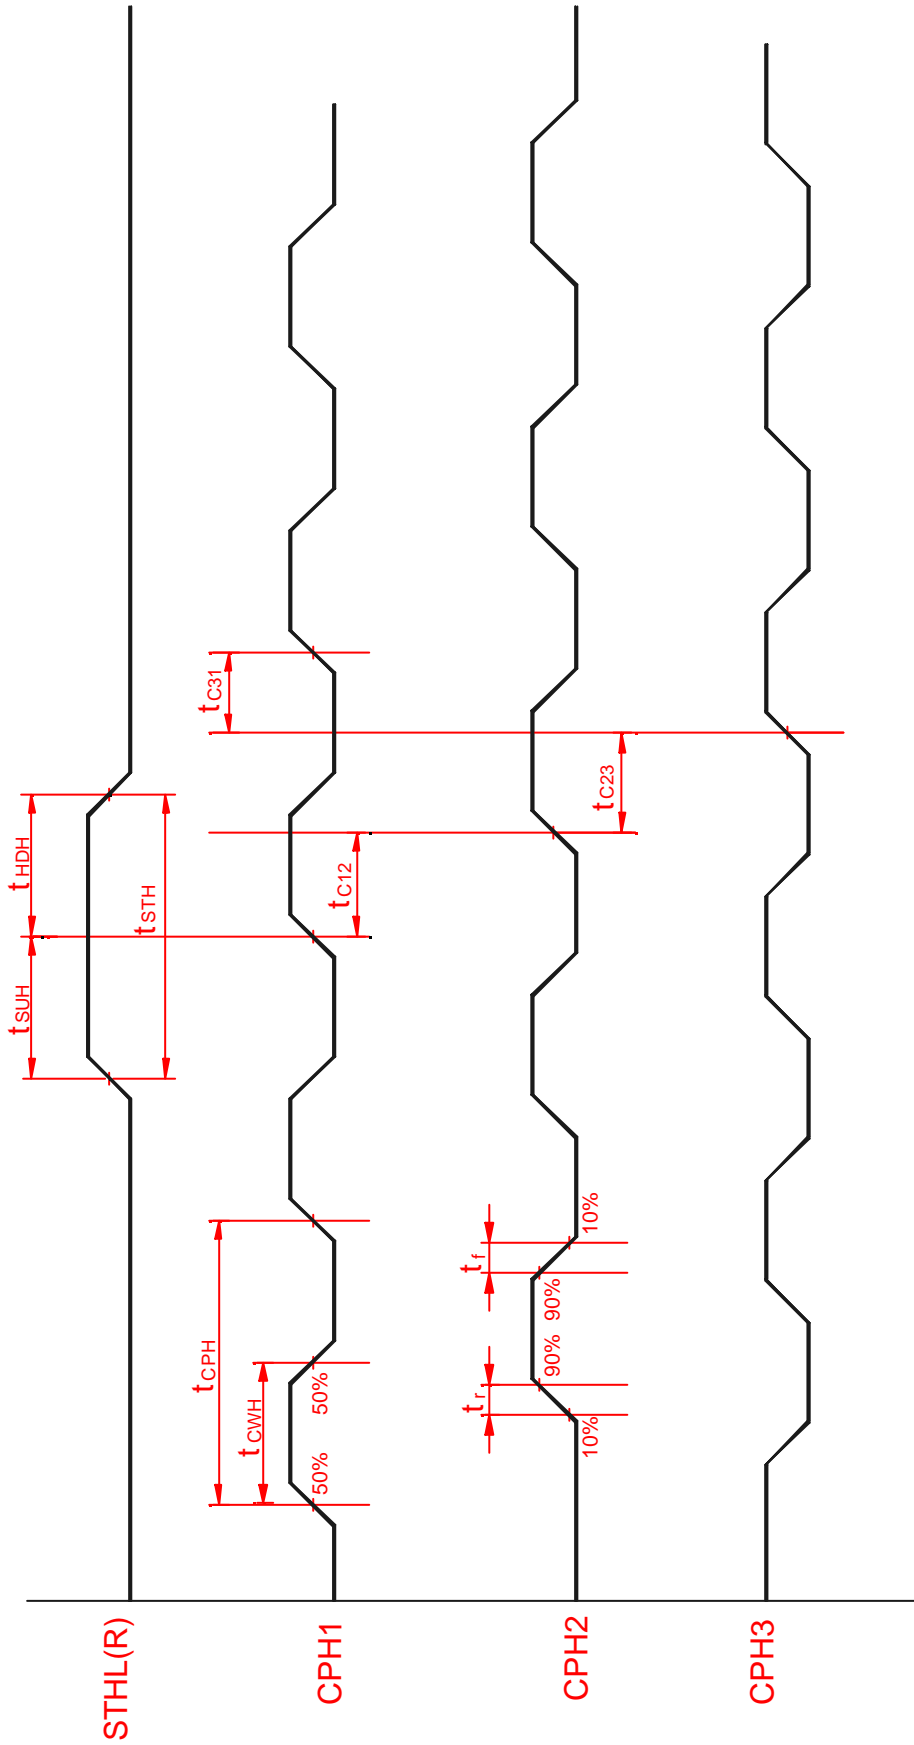 STHL(R)
tSUH
tHDH
tSTH
CPH1
tCPH
tCWH
50%
50%
tC12
tC31
CPH2
tr
tf
10%
90%
90%
10%
tC23
CPH3